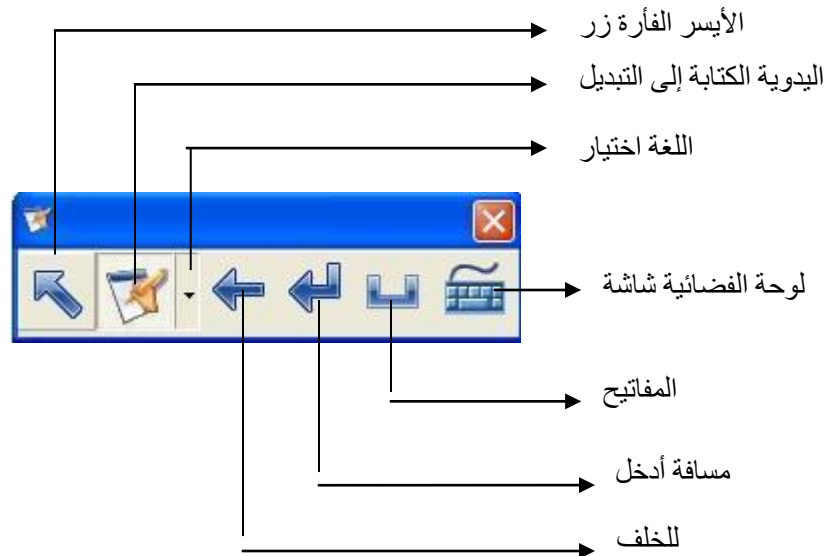 الأيسر الفأرة زر
اليدوية الكتابة إلى التبديل
اللغة اختيار
لوحة الفضائية شاشة
المفاتيح
مسافة أدخل
للخلف